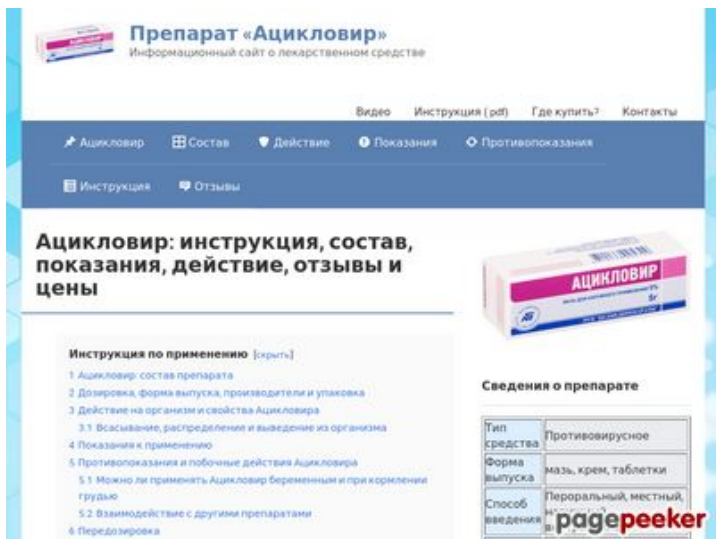 Препарат «Ацикловир»
Информационный сайт о лекарственном средстве
Видео Инструкция (pdf) Где купить? Контакты
Ацикловир Состав Действие Показания Противопоказания
Инструкция Отзывы
Ацикловир: инструкция, состав,
показания, действие, отзывы и
цены
АЦИКЛОВИР
5г
Инструкция по применению [скрыть]
1 Ацикловир: состав препарата
2 Дозировка, форма выпуска, производители и упаковка
3 Действие на организм и свойства Ацикловира
3.1 Всасывание, распределение и выведение из организма
4 Показания к применению
5 Противопоказания и побочные действия Ацикловира
5.1 Можно ли применять Ацикловир беременным и при кормлении
грудью
5.2 Взаимодействие с другими препаратами
6 Передозировка
Сведения о препарате
Тип
средства
Противовирусное
Форма
выпуска
мазь, крем, таблетки
Способ
введения
Пероральный, местный,
pagepeeker